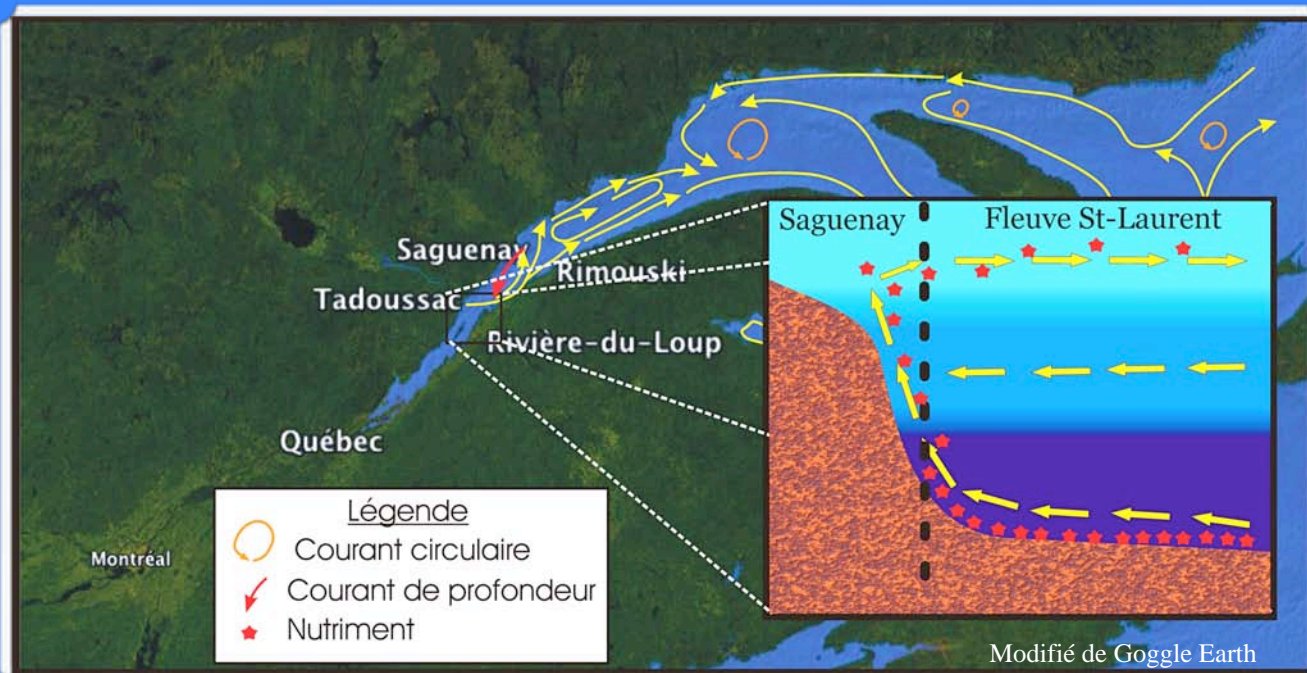 Saguenay
Rimouski
Tadoussac
Rivière-du-Loup
Québec
Montréal
Saguenay
Fleuve St-Laurent
Légende
Courant circulaire
Courant de profondeur
Nutriment
Modifié de Goggle Earth